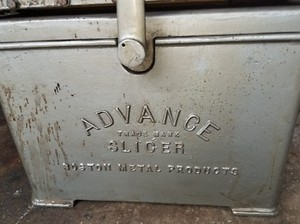 ADVANCE
TRADE MARK
SLICER
BOSTON METAL PRODUCTS